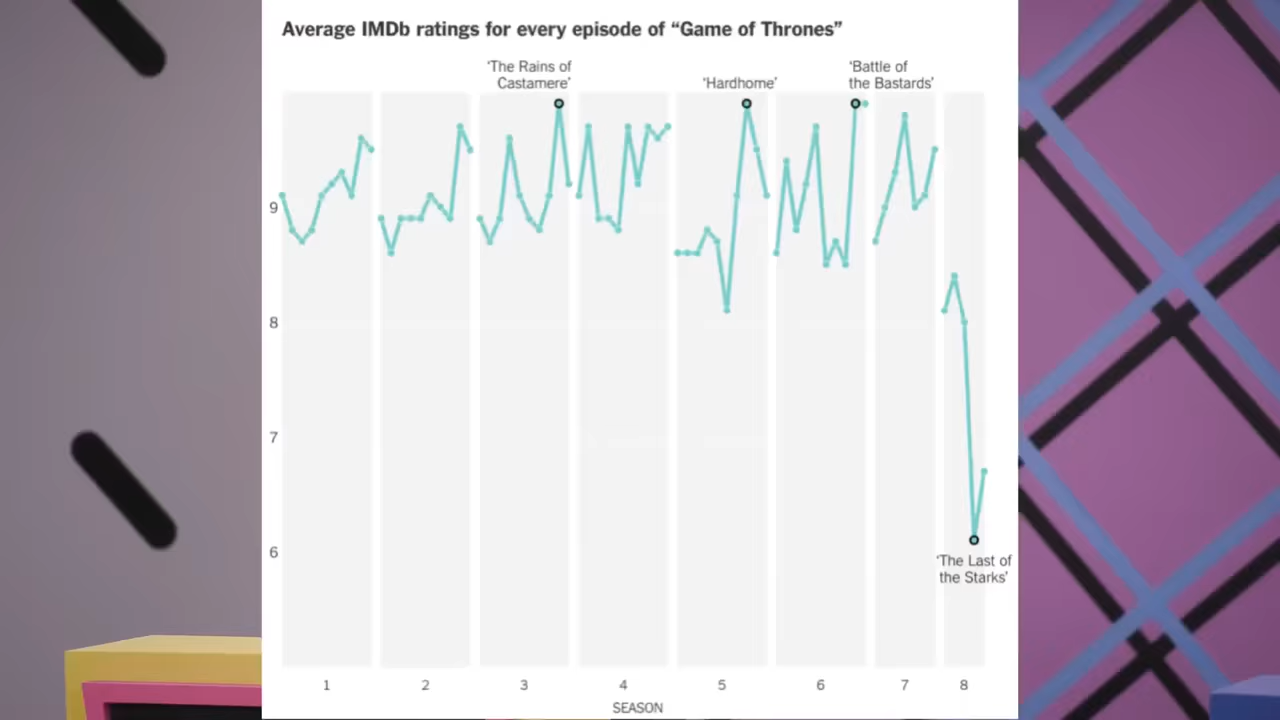 Average IMDb ratings for every episode of “Game of Thrones”
‘The Rains of
Castamere’
‘Hardhome’
‘Battle of
the Bastards’
9
8
7
6
‘The Last of
the Starks’
1 2 3 4 5 6 7 8
SEASON